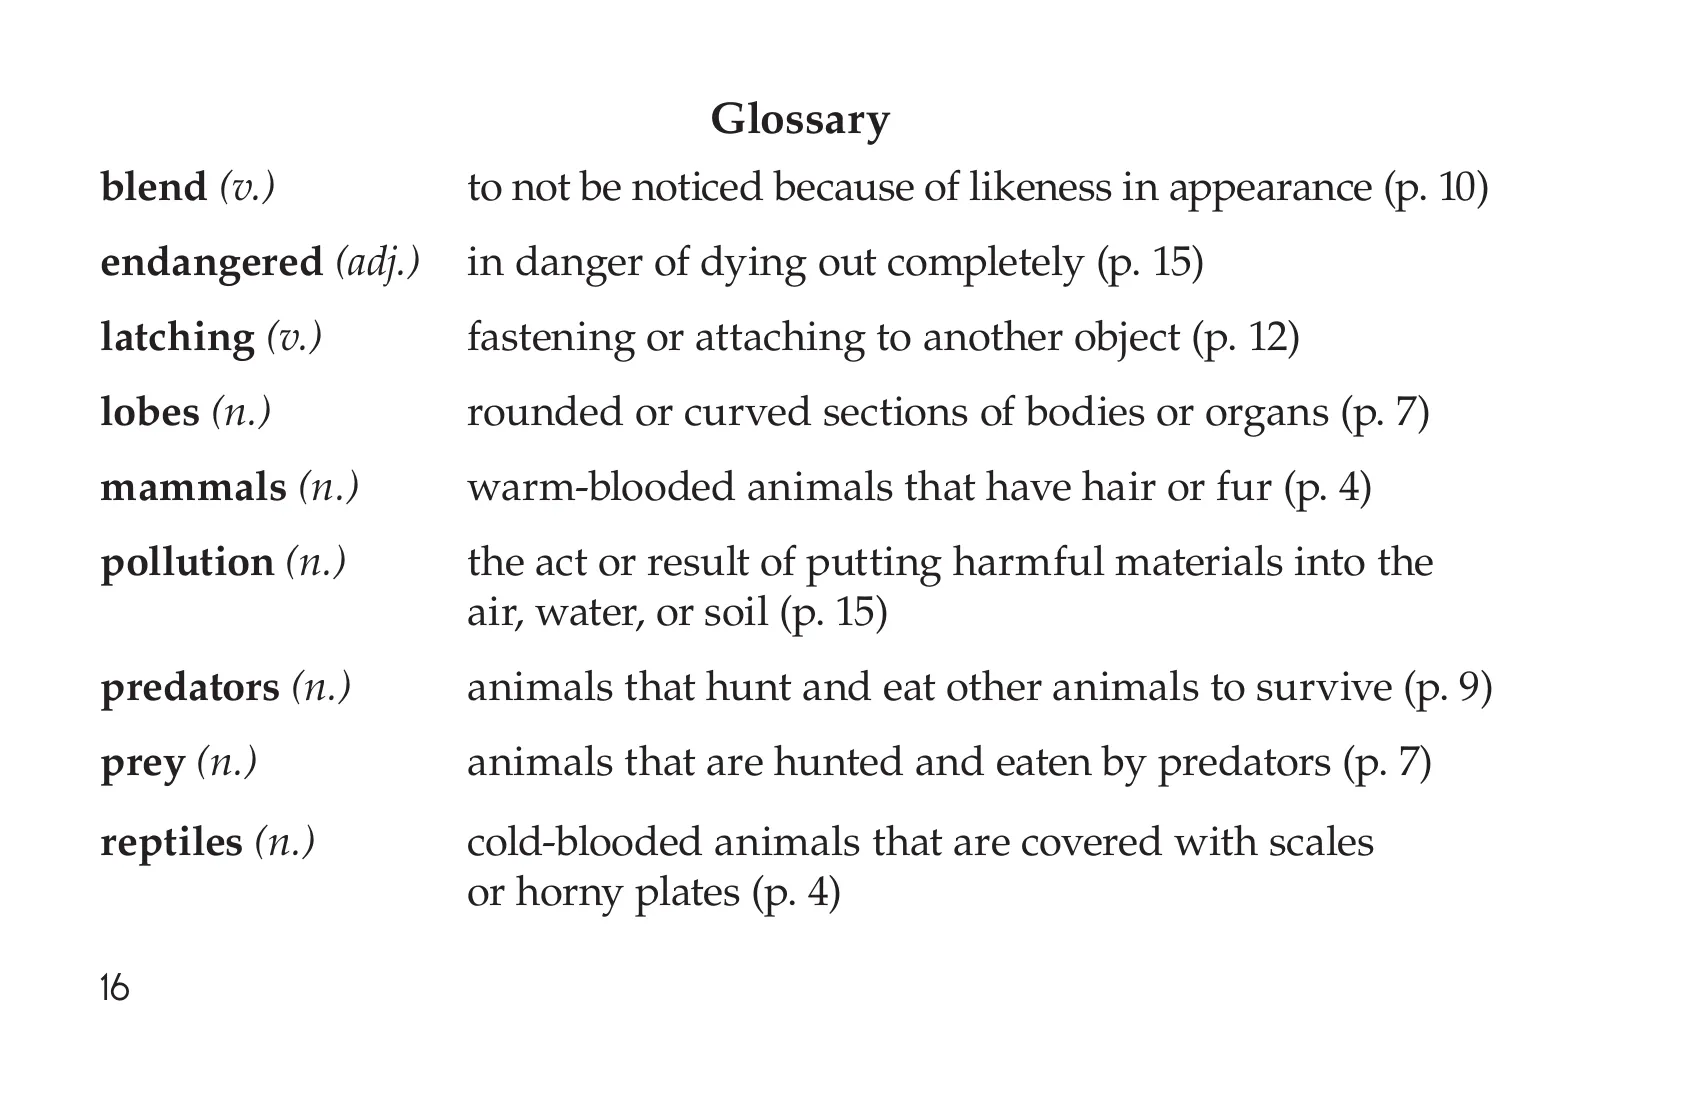 Glossary
blend (v.) to not be noticed because of likeness in appearance (p. 10)
endangered (adj.) in danger of dying out completely (p. 15)
latching (v.) fastening or attaching to another object (p. 12)
lobes (n.) rounded or curved sections of bodies or organs (p. 7)
mammals (n.) warm-blooded animals that have hair or fur (p. 4)
pollution (n.) the act or result of putting harmful materials into the
air, water, or soil (p. 15)
predators (n.) animals that hunt and eat other animals to survive (p. 9)
prey (n.) animals that are hunted and eaten by predators (p. 7)
reptiles (n.) cold-blooded animals that are covered with scales
or horny plates (p. 4)
16